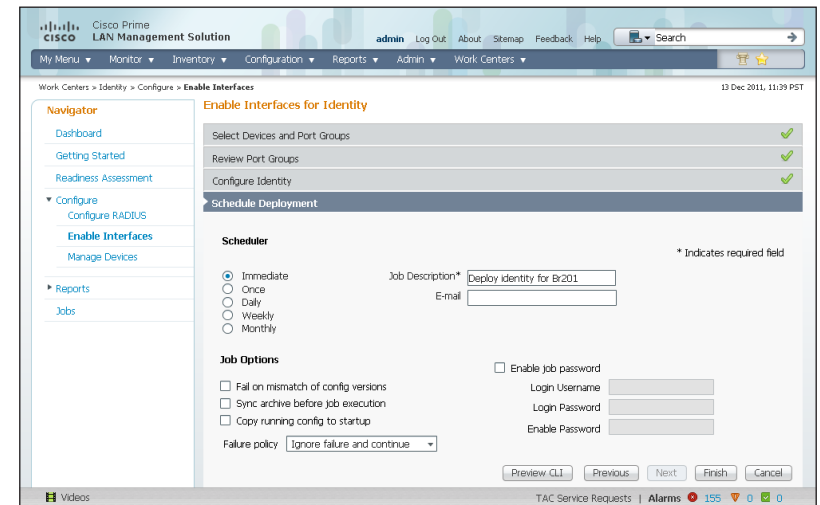 Cisco Prime
CISCO LAN Management Solution
admin Log Out About Sitemap Feedback Help Search
My Menu Monitor Inventory Configuration Reports Admin Work Centers
Work Centers > Identity > Configure > Enable Interfaces
13 Dec 2011, 11:39 PST
Navigator
Dashboard
Getting Started
Readiness Assessment
Configure
Configure RADIUS
Enable Interfaces
Manage Devices
Reports
Jobs
Enable Interfaces for Identity
Select Devices and Port Groups
Review Port Groups
Configure Identity
Schedule Deployment
Scheduler
* Indicates required field
Immediate
Once
Daily
Weekly
Monthly
Job Description* Deploy identity for Br201
E-mail
Job Options
Fail on mismatch of config versions
Sync archive before job execution
Copy running config to startup
Failure policy Ignore failure and continue
Enable job password
Login Username
Login Password
Enable Password
Preview CLI Previous Next Finish Cancel
Videos
TAC Service Requests | Alarms 155 0 0